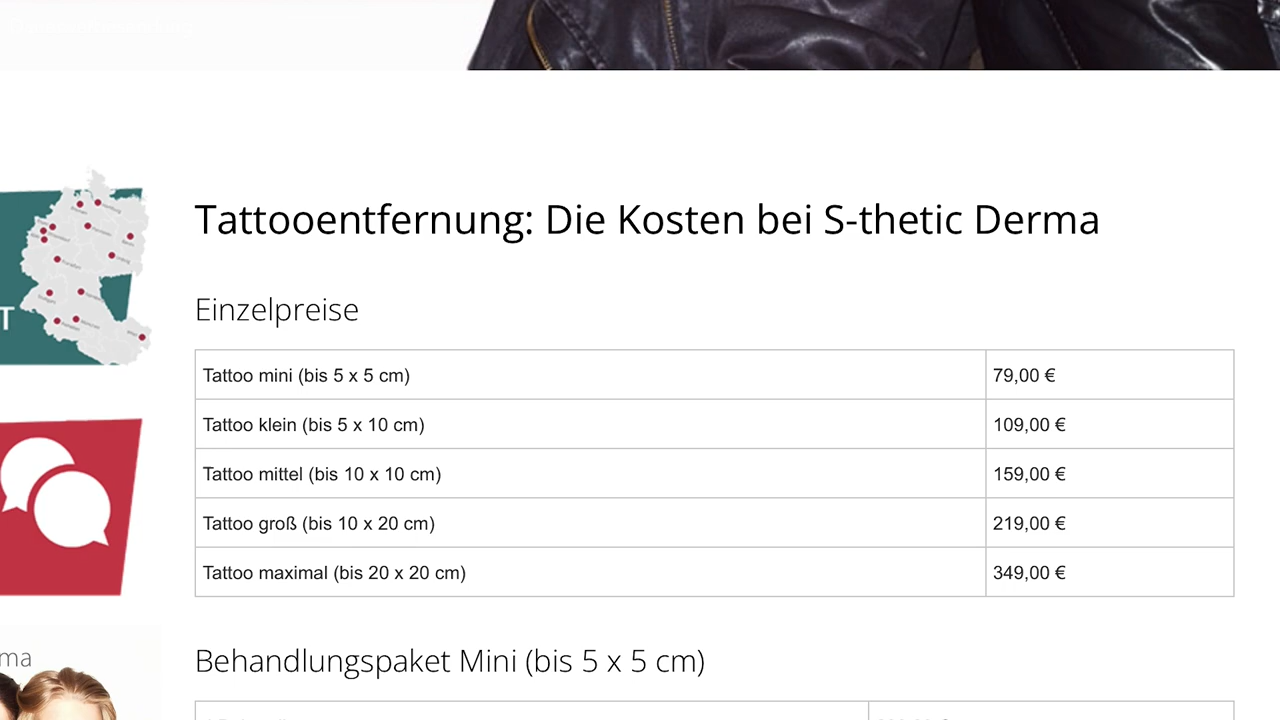 T
ma
Tattooentfernung: Die Kosten bei S-thetic Derma
Einzelpreise
Tattoo mini (bis 5 x 5 cm) 79,00 €
Tattoo klein (bis 5 x 10 cm) 109,00 €
Tattoo mittel (bis 10 x 10 cm) 159,00 €
Tattoo groß (bis 10 x 20 cm) 219,00 €
Tattoo maximal (bis 20 x 20 cm) 349,00 €
Behandlungspaket Mini (bis 5 x 5 cm)